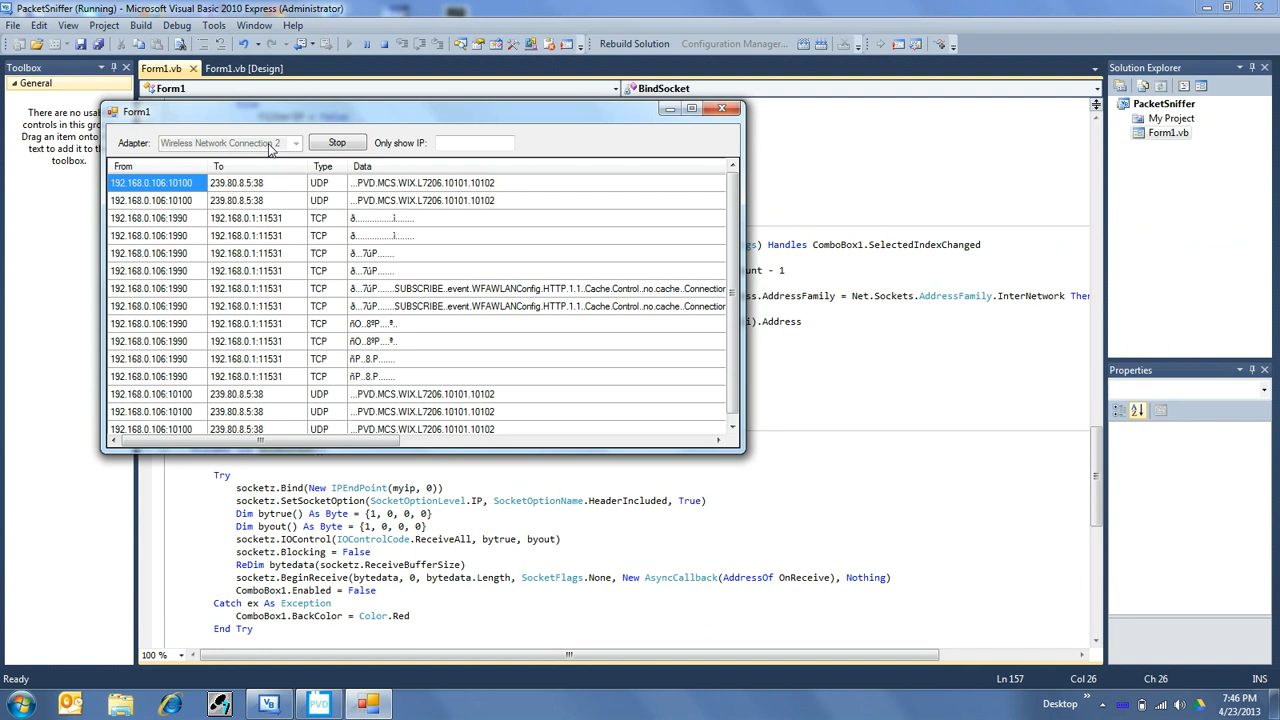 PacketSniffer (Running) - Microsoft Visual Basic 2010 Express (Administrator)
File Edit View Project Build Debug Tools Window Help
Rebuild Solution Configuration Manager...
Toolbox
General
There are no usa
controls in this gro
Drag an item onto
text to add it to t
toolbox.
Form1.vb Form1.vb [Design]
Form1 BindSocket
Form1
Adapter: Wireless Network Connection 2 Stop Only show IP:
From To Type Data
192.168.0.106:10100 239.80.8.5:38 UDP ...PVD.MCS.WIX.L7206.10101.10102
192.168.0.106:10100 239.80.8.5:38 UDP ...PVD.MCS.WIX.L7206.10101.10102
192.168.0.106:1990 192.168.0.1:11531 TCP ð...............ì.......
192.168.0.106:1990 192.168.0.1:11531 TCP ð...............ì.......
192.168.0.106:1990 192.168.0.1:11531 TCP ð...7úP.......
192.168.0.106:1990 192.168.0.1:11531 TCP ð...7úP.......
192.168.0.106:1990 192.168.0.1:11531 TCP ð...7úP.......SUBSCRIBE..event.WFAWLANConfig.HTTP.1.1..Cache.Control..no.cache..Connection
192.168.0.106:1990 192.168.0.1:11531 TCP ð...7úP.......SUBSCRIBE..event.WFAWLANConfig.HTTP.1.1..Cache.Control..no.cache..Connection
192.168.0.106:1990 192.168.0.1:11531 TCP ñO..8ºP....ª..
192.168.0.106:1990 192.168.0.1:11531 TCP ñO..8ºP....ª..
192.168.0.106:1990 192.168.0.1:11531 TCP ñP..8.P.......
192.168.0.106:1990 192.168.0.1:11531 TCP ñP..8.P.......
192.168.0.106:10100 239.80.8.5:38 UDP ...PVD.MCS.WIX.L7206.10101.10102
192.168.0.106:10100 239.80.8.5:38 UDP ...PVD.MCS.WIX.L7206.10101.10102
192.168.0.106:10100 239.80.8.5:38 UDP ...PVD.MCS.WIX.L7206.10101.10102
gs) Handles ComboBox1.SelectedIndexChanged
unt - 1
ss.AddressFamily = Net.Sockets.AddressFamily.InterNetwork Then
i).Address
Try
socketz.Bind(New IPEndPoint(myip, 0))
socketz.SetSocketOption(SocketOptionLevel.IP, SocketOptionName.HeaderIncluded, True)
Dim bytrue() As Byte = {1, 0, 0, 0}
Dim byout() As Byte = {1, 0, 0, 0}
socketz.IOControl(IOControlCode.ReceiveAll, bytrue, byout)
socketz.Blocking = False
ReDim bytedata(socketz.ReceiveBufferSize)
socketz.BeginReceive(bytedata, 0, bytedata.Length, SocketFlags.None, New AsyncCallback(AddressOf OnReceive), Nothing)
ComboBox1.Enabled = False
Catch ex As Exception
ComboBox1.BackColor = Color.Red
End Try
100 %
Solution Explorer
PacketSniffer
My Project
Form1.vb
Properties
Ready Ln 157 Col 26 Ch 26 INS
VB PVD
Desktop
7:46 PM
4/23/2013